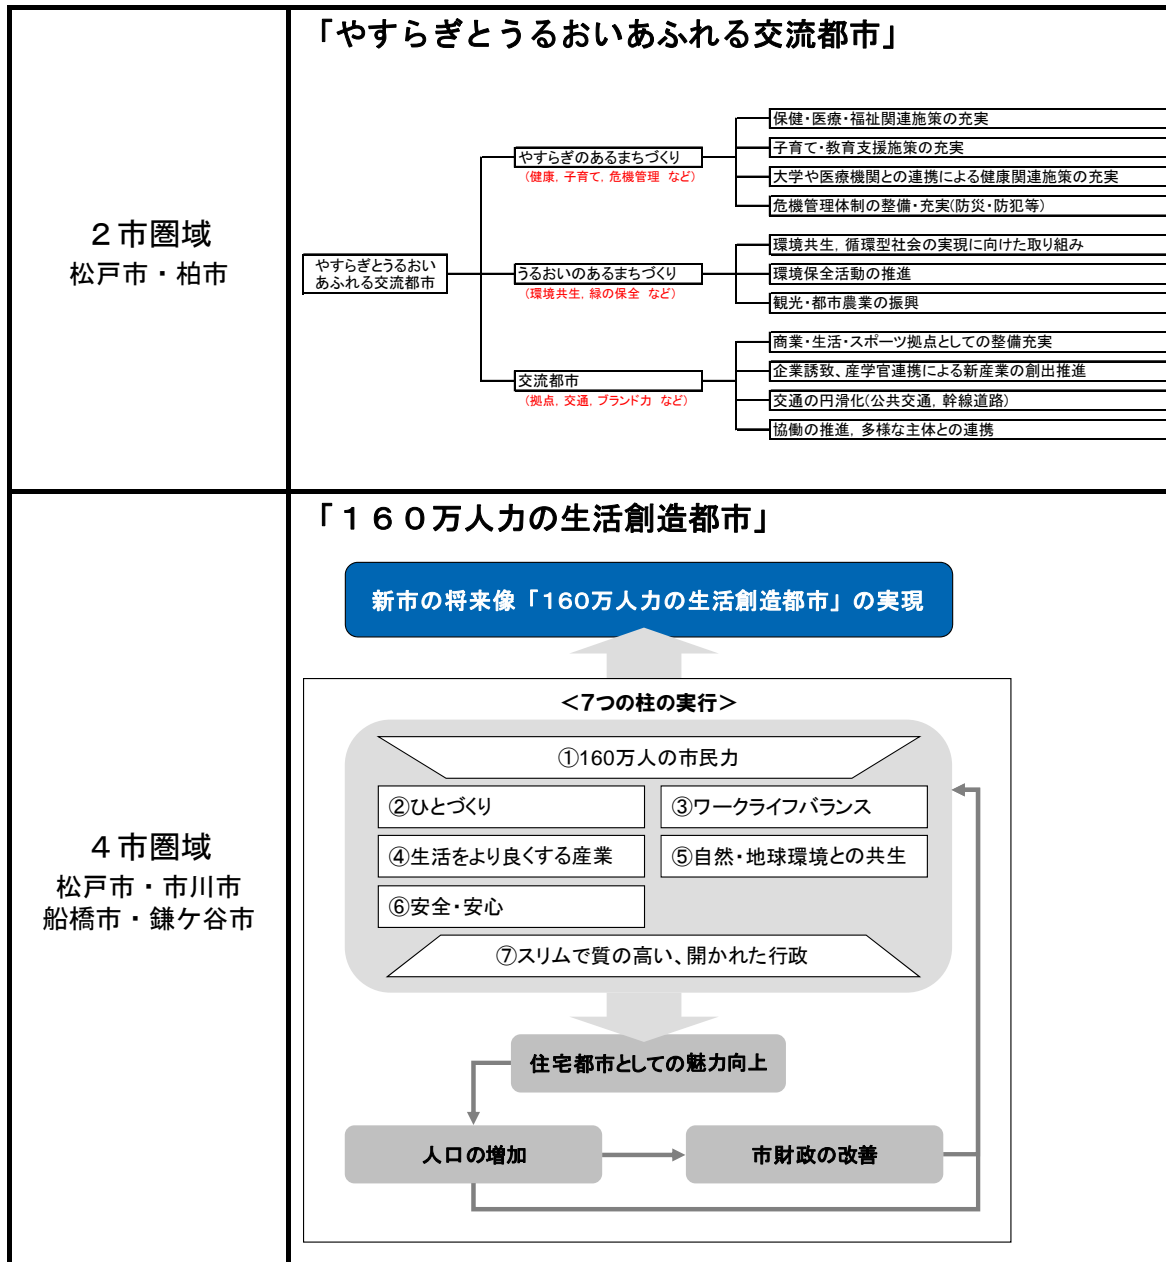 「やすらぎとうるおいあふれる交流都市」
２市圏域
松戸市・柏市
やすらぎとうるおい
あふれる交流都市
やすらぎのあるまちづくり
（健康, 子育て, 危機管理 など）
保健・医療・福祉関連施策の充実
子育て・教育支援施策の充実
大学や医療機関との連携による健康関連施策の充実
危機管理体制の整備・充実(防災・防犯等)
うるおいのあるまちづくり
（環境共生, 緑の保全 など）
環境共生, 循環型社会の実現に向けた取り組み
環境保全活動の推進
観光・都市農業の振興
交流都市
（拠点, 交通, ブランド力 など）
商業・生活・スポーツ拠点としての整備充実
企業誘致、産学官連携による新産業の創出推進
交通の円滑化(公共交通, 幹線道路)
協働の推進, 多様な主体との連携
「１６０万人力の生活創造都市」
４市圏域
松戸市・市川市
船橋市・鎌ケ谷市
新市の将来像「160万人力の生活創造都市」の実現
＜7つの柱の実行＞
①160万人の市民力
②ひとづくり
③ワークライフバランス
④生活をより良くする産業
⑤自然・地球環境との共生
⑥安全・安心
⑦スリムで質の高い、開かれた行政
住宅都市としての魅力向上
人口の増加
市財政の改善